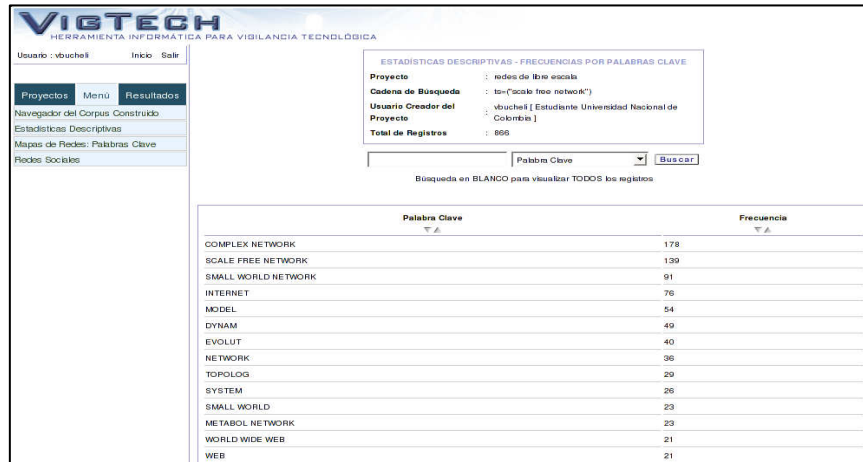 VIGTECH
HERRAMIENTA INFORMÁTICA PARA VIGILANCIA TECNOLÓGICA
Usuario : vbucheli Inicio Salir
Proyectos Menú Resultados
Navegador del Corpus Construido
Estadisticas Descriptivas
Mapas de Redes: Palabras Clave
Redes Sociales
ESTADÍSTICAS DESCRIPTIVAS - FRECUENCIAS POR PALABRAS CLAVE
Proyecto : redes de libre escala
Cadena de Búsqueda : ts=("scale free network")
Usuario Creador del Proyecto : vbucheli [ Estudiante Universidad Nacional de Colombia ]
Total de Registros : 866
Palabra Clave Buscar
Búsqueda en BLANCO para visualizar TODOS los registros
Palabra Clave Frecuencia
COMPLEX NETWORK 178
SCALE FREE NETWORK 139
SMALL WORLD NETWORK 91
INTERNET 76
MODEL 54
DYNAM 49
EVOLUT 40
NETWORK 36
TOPOLOG 29
SYSTEM 26
SMALL WORLD 23
METABOL NETWORK 23
WORLD WIDE WEB 21
WEB 21